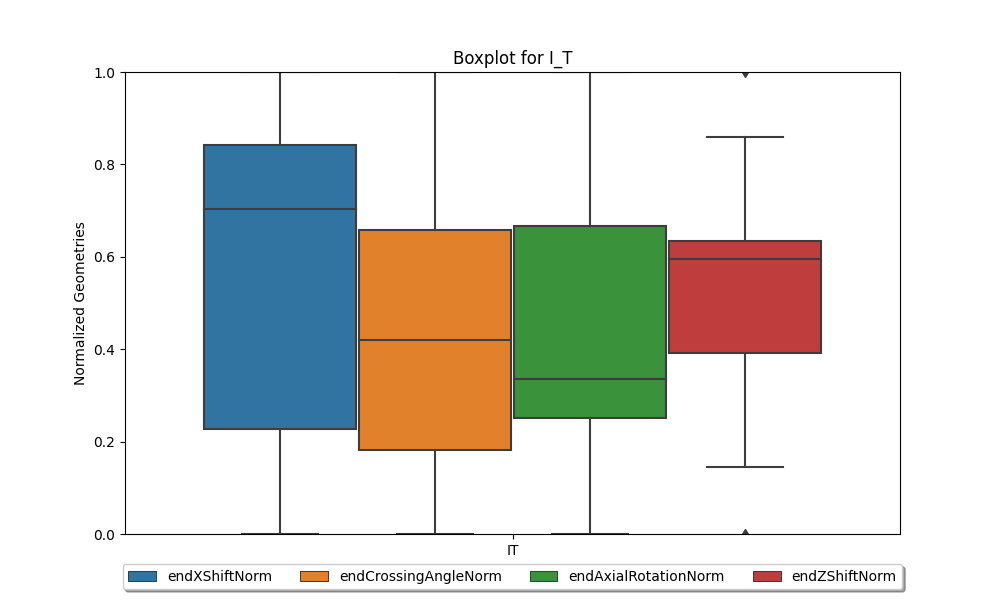 Boxplot for I_T
1.0
0.8
0.6
0.4
0.2
0.0
Normalized Geometries
IT
endXShiftNorm endCrossingAngleNorm endAxialRotationNorm endZShiftNorm